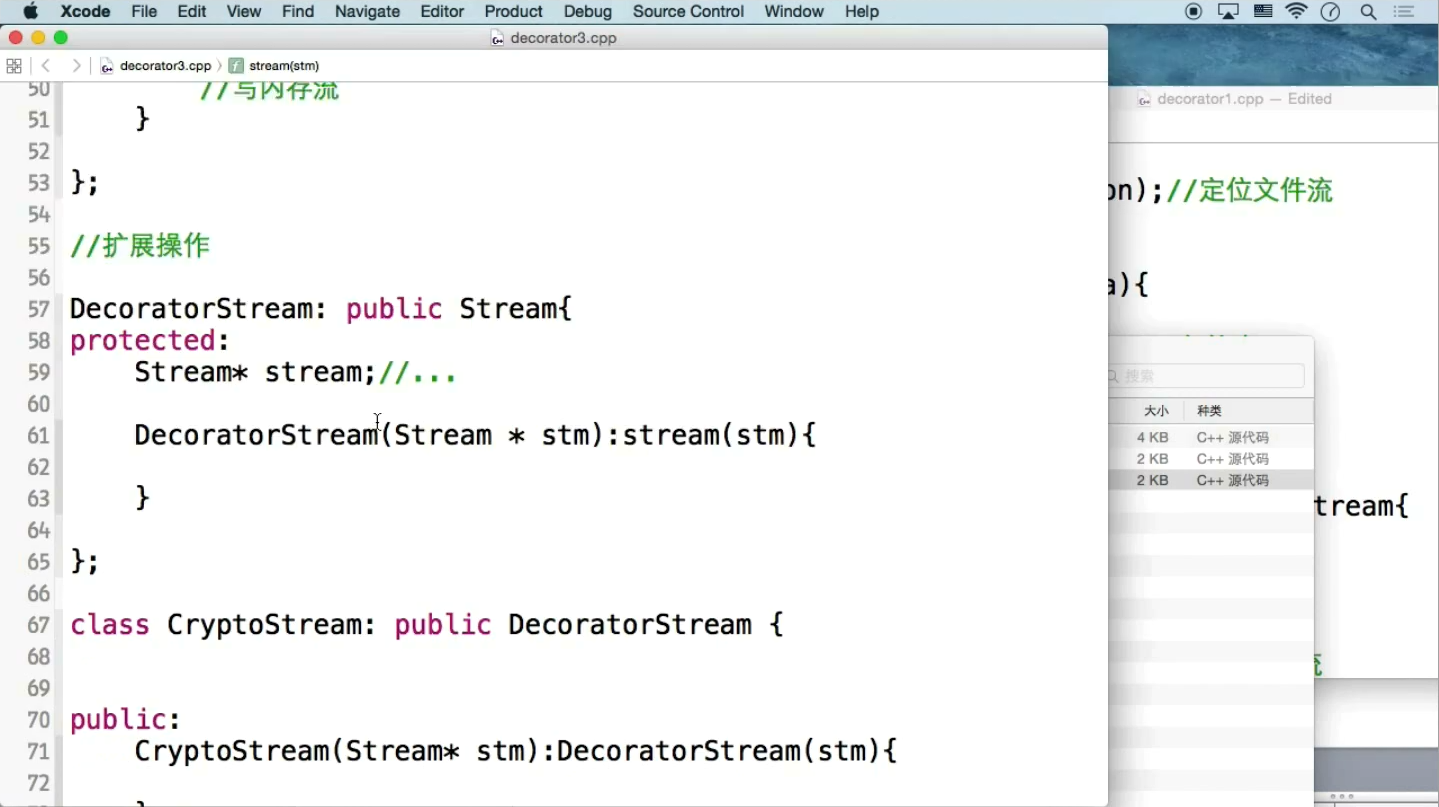 Xcode File Edit View Find Navigate Editor Product Debug Source Control Window Help
decorator3.cpp
decorator3.cpp 〉 f stream(stm)
50 //写内存流
51 }
52
53 };
54
55 //扩展操作
56
57 DecoratorStream: public Stream{
58 protected:
59 Stream* stream;//...
60
61 DecoratorStream(Stream * stm):stream(stm){
62
63 }
64
65 };
66
67 class CryptoStream: public DecoratorStream {
68
69
70 public:
71 CryptoStream(Stream* stm):DecoratorStream(stm){
72
decorator1.cpp — Edited
on);//定位文件流
a){
搜索
大小 种类
4 KB C++ 源代码
2 KB C++ 源代码
2 KB C++ 源代码
tream{
流